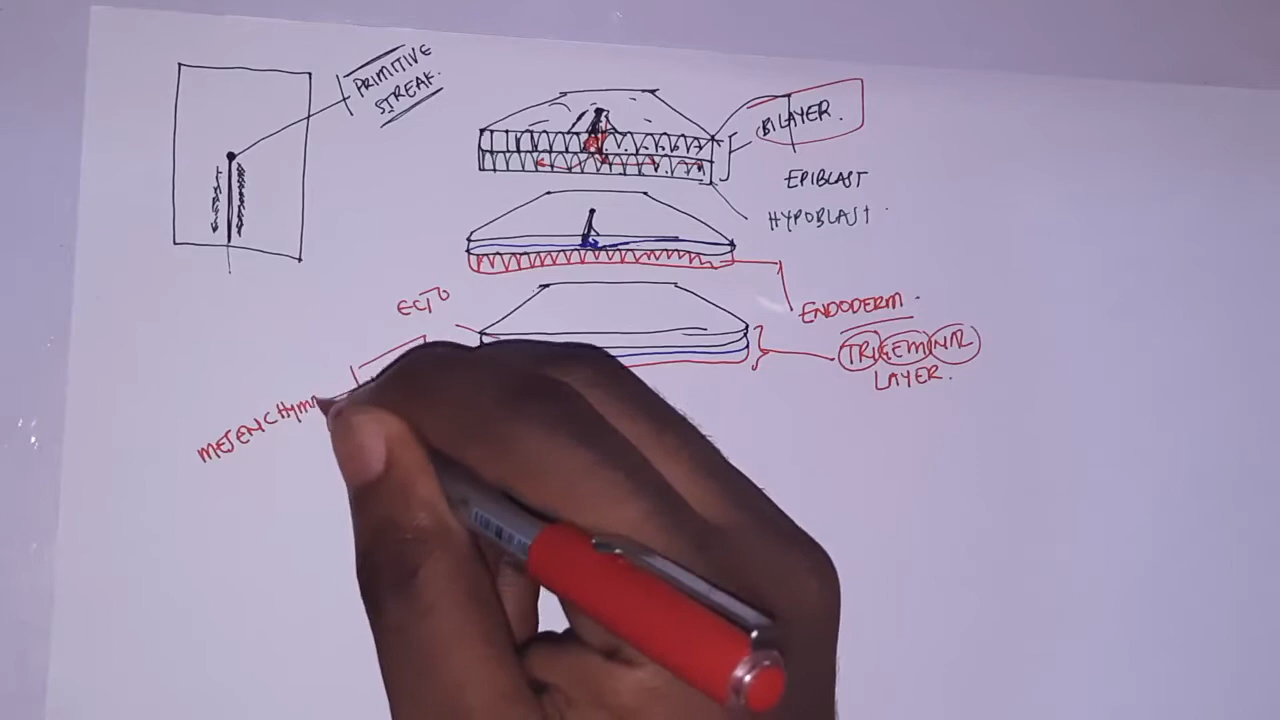 PRIMITIVE
STREAK.
BILAYER.
EPIBLAST
HYPOBLAST.
ENDODERM.
ECTO
TRIGEMINAL
LAYER.
MESENCHYM